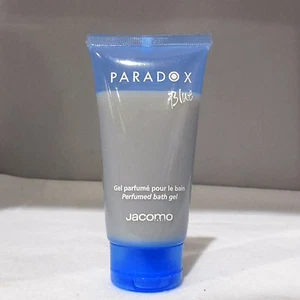 PARADOX
Blue
Gel parfumé pour le bain
Perfumed bath gel
Jacomo